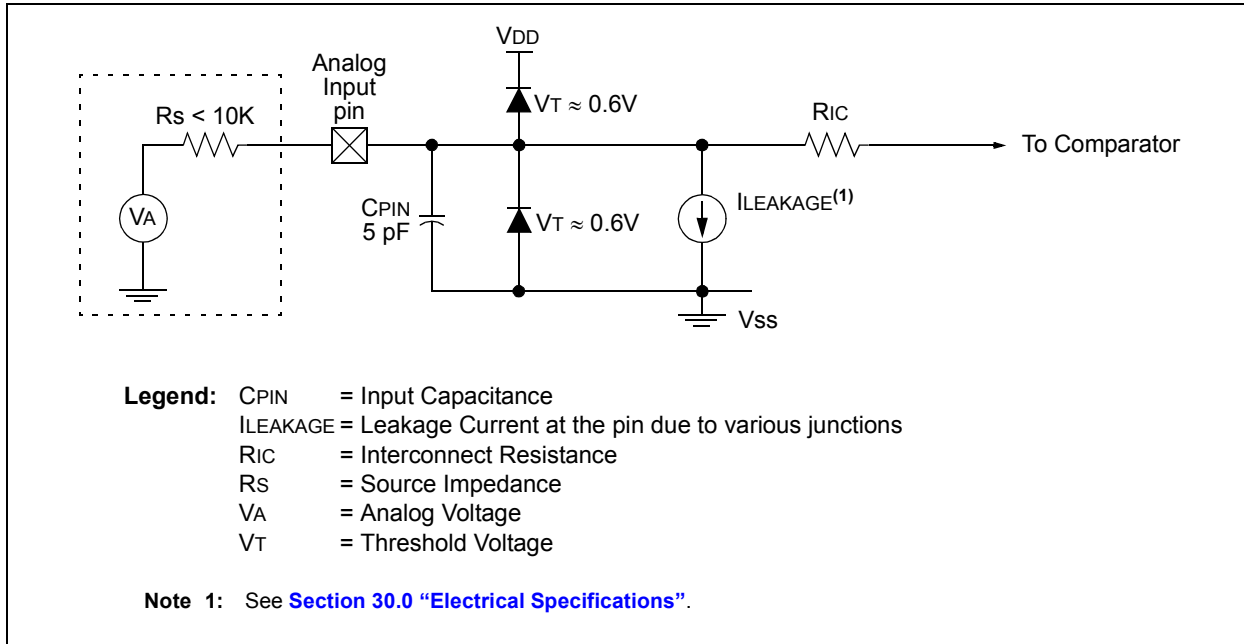 VDD
Analog
Input
pin
Rs < 10K
VT ≈ 0.6V
RIC
To Comparator
VA
CPIN
5 pF
VT ≈ 0.6V
ILEAKAGE(1)
Vss
Legend: CPIN = Input Capacitance
ILEAKAGE = Leakage Current at the pin due to various junctions
RIC = Interconnect Resistance
RS = Source Impedance
VA = Analog Voltage
VT = Threshold Voltage
Note 1: See Section 30.0 “Electrical Specifications”.